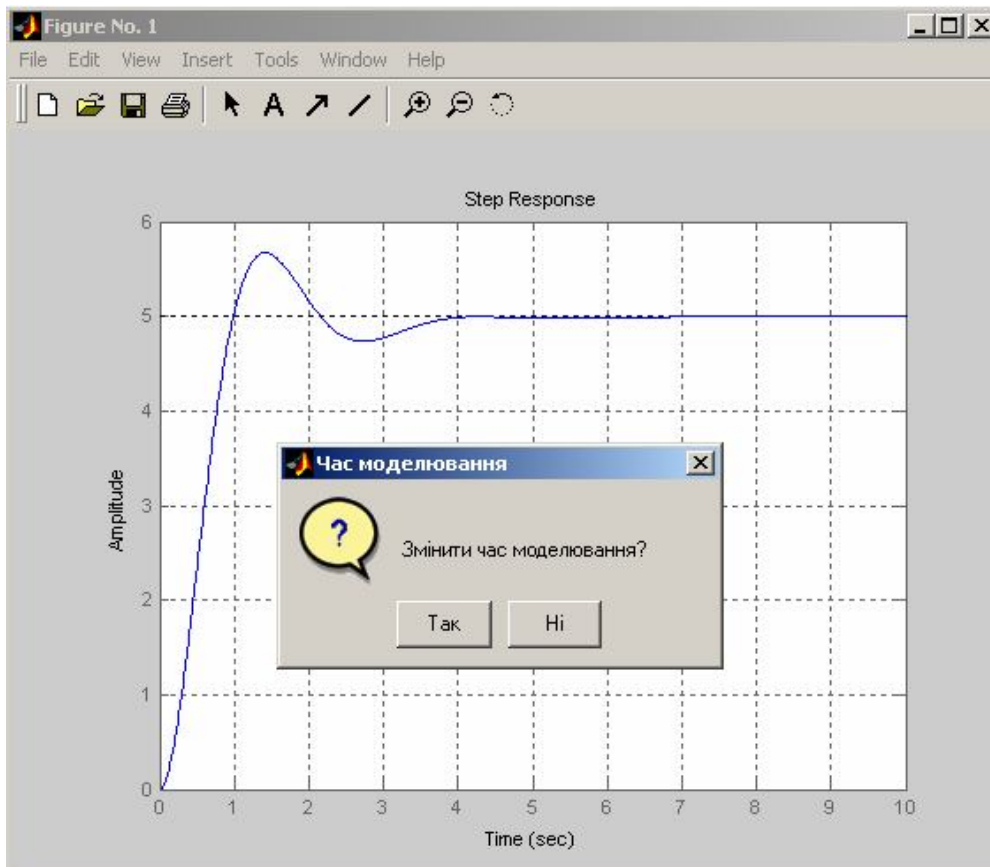 Figure No. 1
File Edit View Insert Tools Window Help
A
Step Response
6
5
4
3
2
1
0
Amplitude
Час моделювання
?
Змінити час моделювання?
Так Ні
0 1 2 3 4 5 6 7 8 9 10
Time (sec)